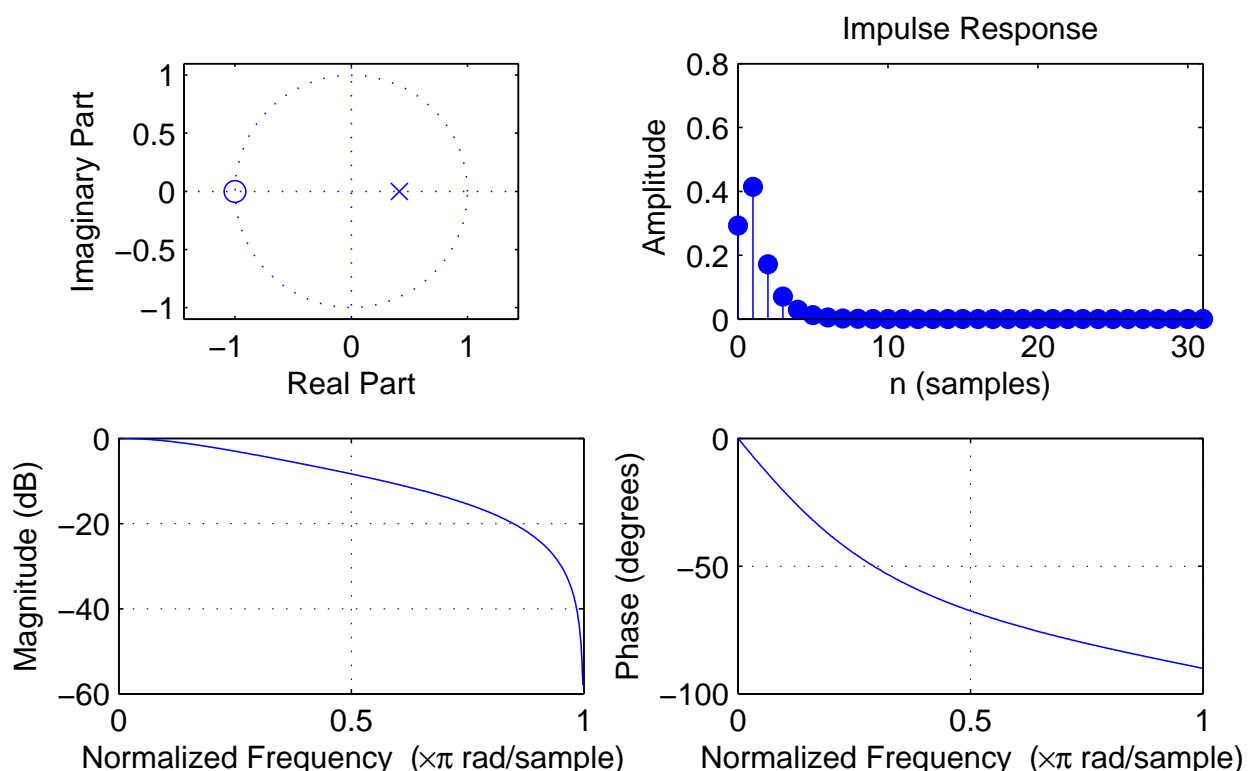 Imaginary Part
1
0.5
0
−0.5
−1
−1 0 1
Real Part
Impulse Response
Amplitude
0.8
0.6
0.4
0.2
0
0 10 20 30
n (samples)
Magnitude (dB)
0
−20
−40
−60
0 0.5 1
Normalized Frequency (×π rad/sample)
Phase (degrees)
0
−50
−100
0 0.5 1
Normalized Frequency (×π rad/sample)